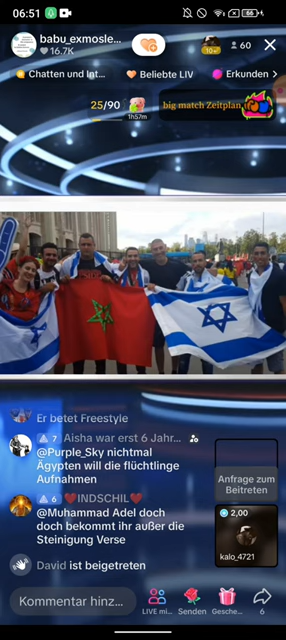 06:51
66
babu_exmosle...
16.7K
10
60
Chatten und Int...
Beliebte LIV
Erkunden
25/90
1h57m
big match Zeitplan
Er betet Freestyle
7 Aisha war erst 6 Jahr...
@Purple_Sky nichtmal
Ägypten will die flüchtlinge
Aufnahmen
6 ❤️INDSCHIL❤️
@Muhammad Adel doch
doch bekommt ihr außer die
Steinigung Verse
David ist beigetreten
Anfrage zum
Beitreten
2,00
kalo_4721
Kommentar hinz...
LIVE mi...
Senden
Gesche...
6